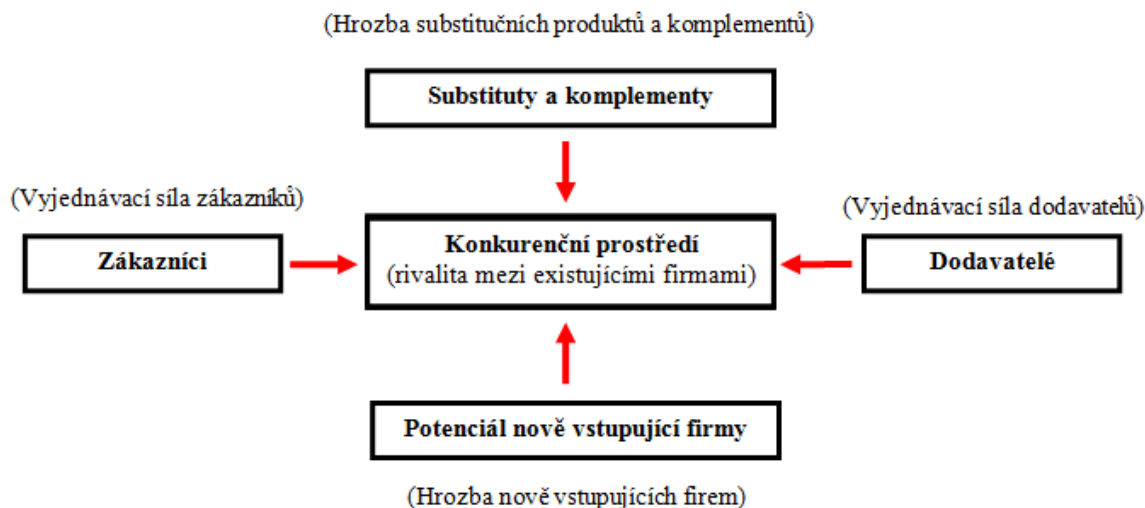 (Hrozba substitučních produktů a komplementů)
Substituty a komplementy
(Vyjednávací síla zákazníků)
(Vyjednávací síla dodavatelů)
Zákazníci
Konkurenční prostředí
(rivalita mezi existujícími firmami)
Dodavatelé
Potenciál nově vstupující firmy
(Hrozba nově vstupujících firem)